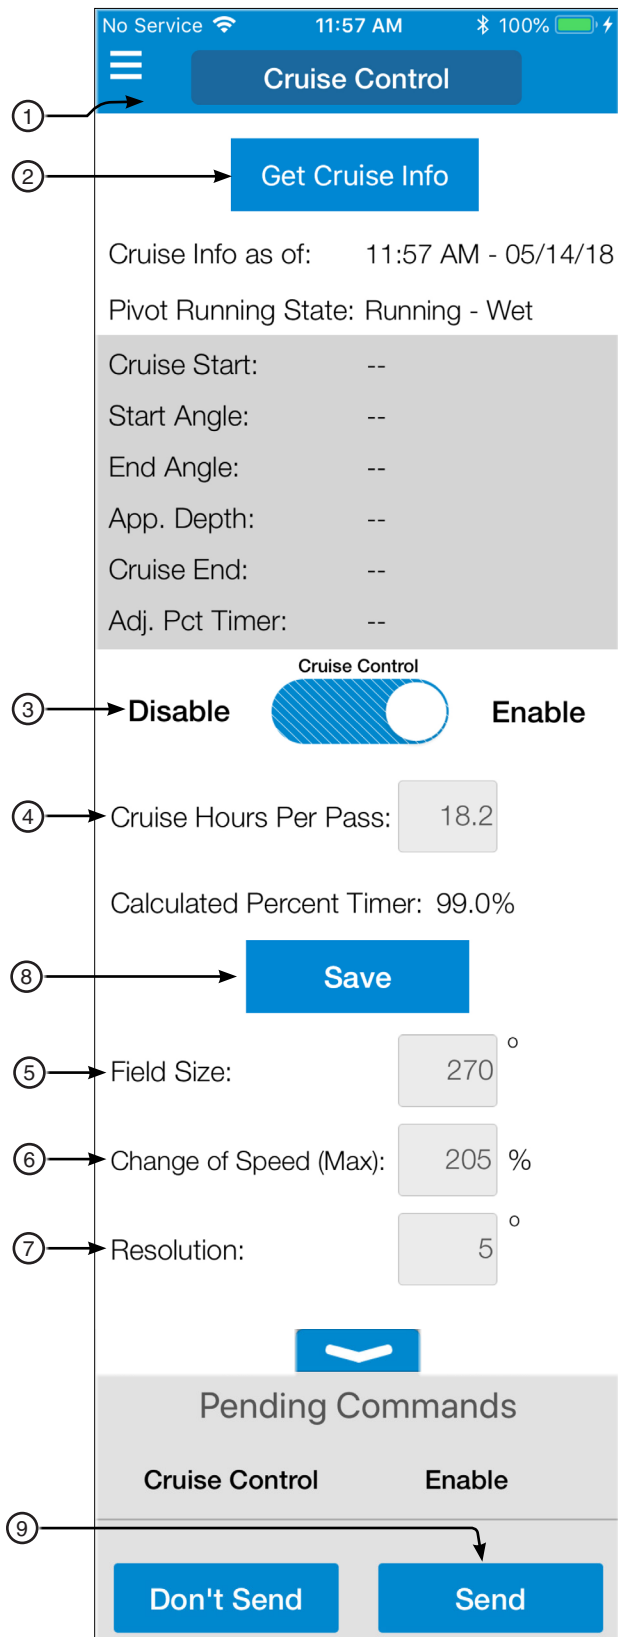 No Service 11:57 AM 100%
Cruise Control
1
2 Get Cruise Info
Cruise Info as of: 11:57 AM - 05/14/18
Pivot Running State: Running - Wet
Cruise Start: --
Start Angle: --
End Angle: --
App. Depth: --
Cruise End: --
Adj. Pct Timer: --
Cruise Control
3 Disable Enable
4 Cruise Hours Per Pass: 18.2
Calculated Percent Timer: 99.0%
8 Save
5 Field Size: 270 o
6 Change of Speed (Max): 205 %
7 Resolution: 5 o
Pending Commands
Cruise Control Enable
9
Don't Send Send